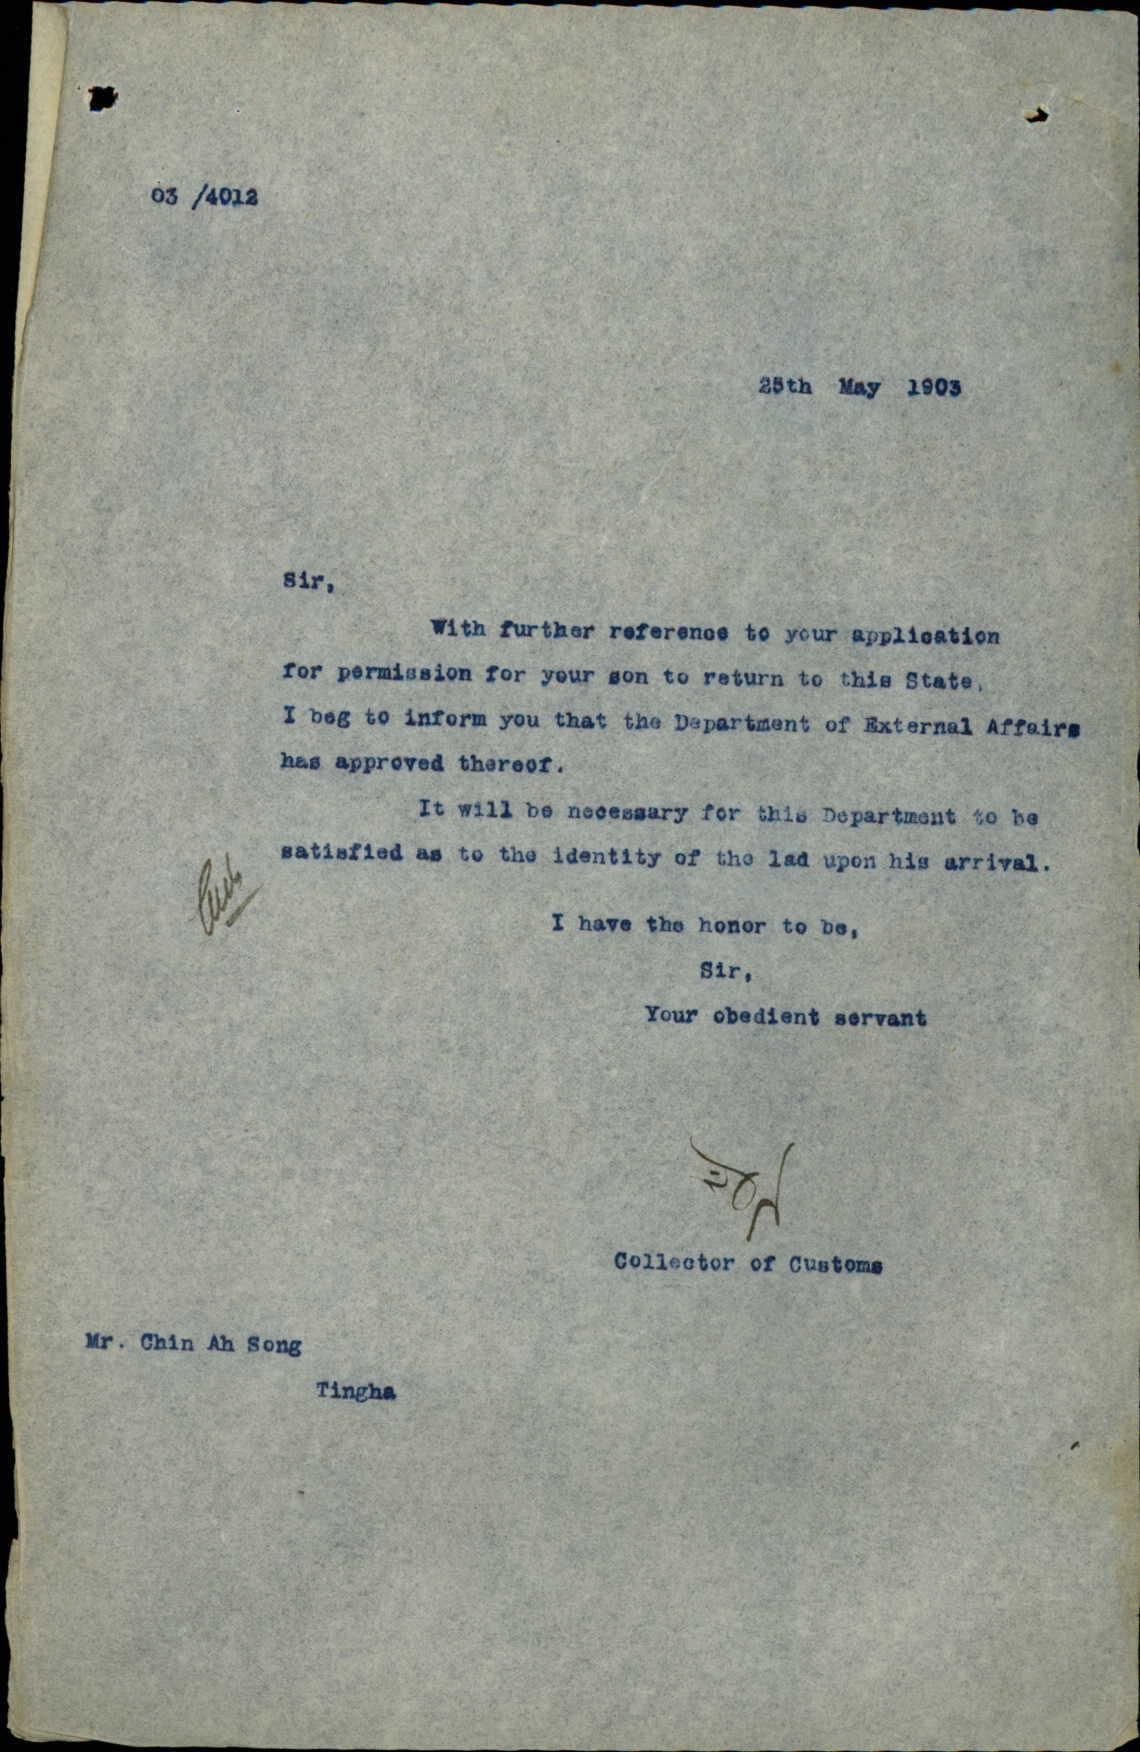 03 /4012
25th May 1903
Sir,
With further reference to your application
for permission for your son to return to this State,
I beg to inform you that the Department of External Affairs
has approved thereof.
It will be necessary for this Department to be
satisfied as to the identity of the lad upon his arrival.
I have the honor to be,
Sir,
Your obedient servant
Collector of Customs
Mr. Chin Ah Song
Tingha